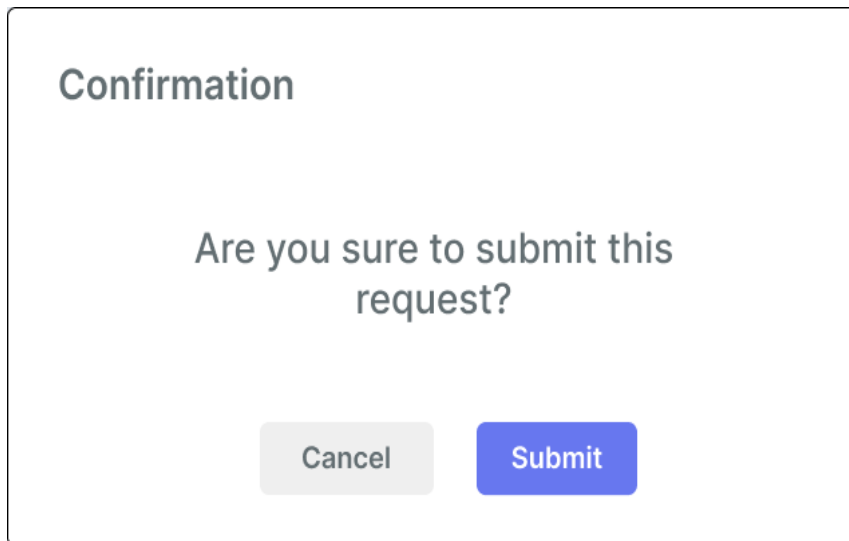 Confirmation
Are you sure to submit this
request?
Cancel
Submit